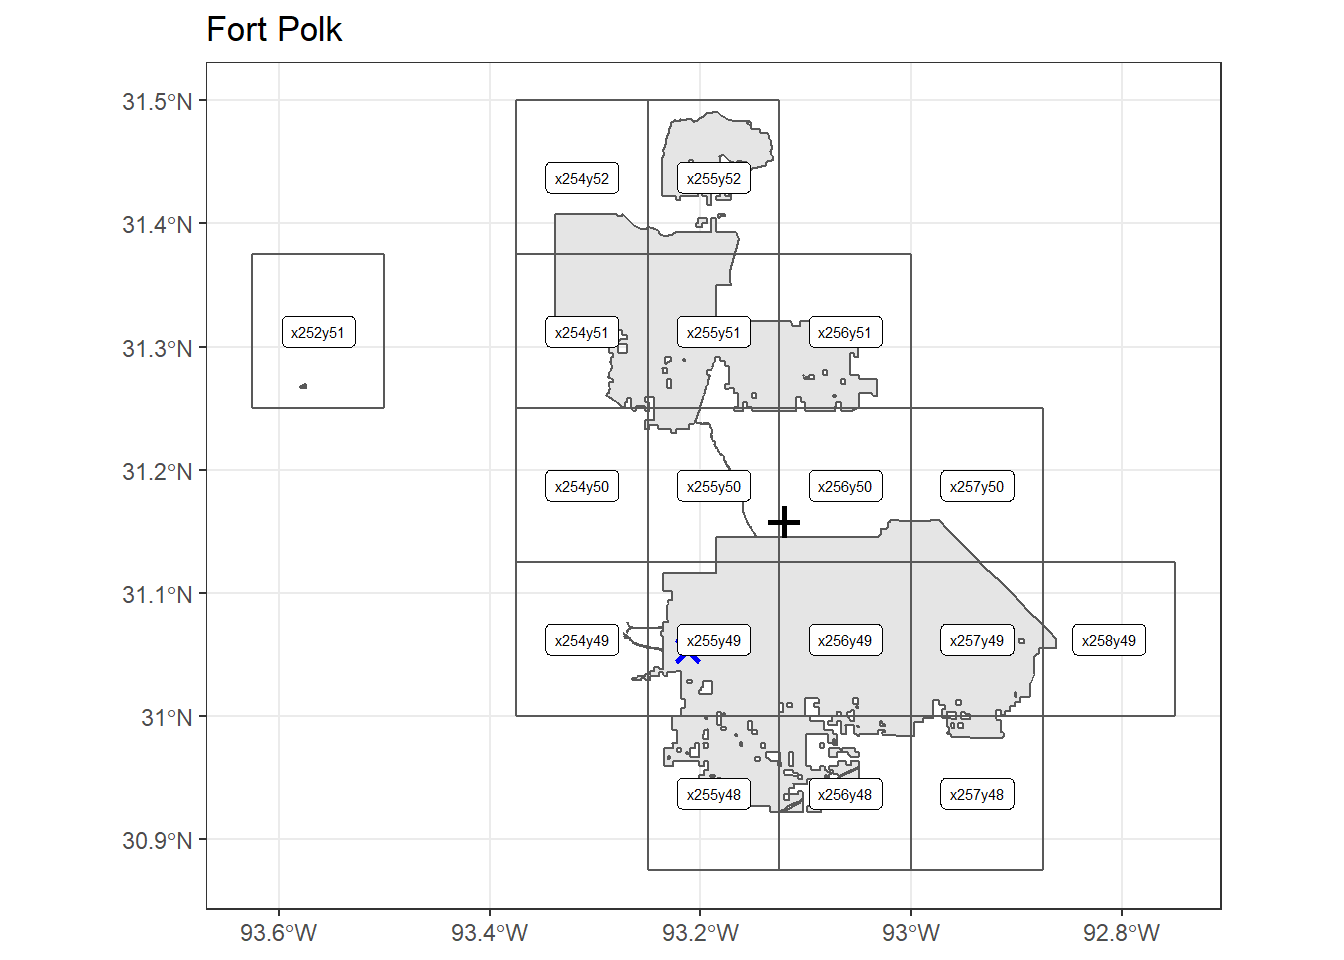 Fort Polk
31.5°N
x254y52 x255y52
31.4°N
x252y51 x254y51 x255y51 x256y51
31.3°N
31.2°N
x254y50 x255y50 x256y50 x257y50
31.1°N
x254y49 x255y49 x256y49 x257y49 x258y49
31°N
x255y48 x256y48 x257y48
30.9°N
93.6°W 93.4°W 93.2°W 93°W 92.8°W